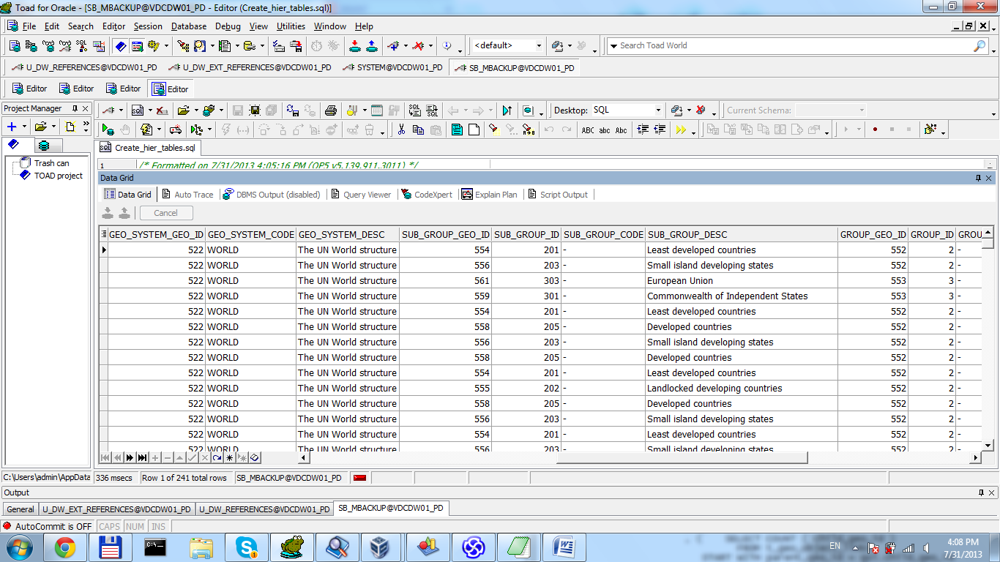 Toad for Oracle - [SB_MBACKUP@VDCDW01_PD - Editor (Create_hier_tables.sql)]
File Edit Search Editor Session Database Debug View Utilities Window Help
SQL <default> Search Toad World
U_DW_REFERENCES@VDCDW01_PD U_DW_EXT_REFERENCES@VDCDW01_PD SYSTEM@VDCDW01_PD SB_MBACKUP@VDCDW01_PD
Editor Editor Editor Editor
Project Manager
Desktop: SQL Current Schema:
ABC abc Abc
Create_hier_tables.sql
Trash can
TOAD project
1 /* Formatted on 7/31/2013 4:05:16 PM (QP5 v5.139.911.3011) */
Data Grid
Data Grid Auto Trace DBMS Output (disabled) Query Viewer CodeXpert Explain Plan Script Output
Cancel
GEO_SYSTEM_GEO_ID GEO_SYSTEM_CODE GEO_SYSTEM_DESC SUB_GROUP_GEO_ID SUB_GROUP_ID SUB_GROUP_CODE SUB_GROUP_DESC GROUP_GEO_ID GROUP_ID GROU
522 WORLD The UN World structure 554 201 - Least developed countries 552 2 -
522 WORLD The UN World structure 556 203 - Small island developing states 552 2 -
522 WORLD The UN World structure 561 303 - European Union 553 3 -
522 WORLD The UN World structure 559 301 - Commonwealth of Independent States 553 3 -
522 WORLD The UN World structure 554 201 - Least developed countries 552 2 -
522 WORLD The UN World structure 558 205 - Developed countries 552 2 -
522 WORLD The UN World structure 556 203 - Small island developing states 552 2 -
522 WORLD The UN World structure 558 205 - Developed countries 552 2 -
522 WORLD The UN World structure 554 201 - Least developed countries 552 2 -
522 WORLD The UN World structure 555 202 - Landlocked developing countries 552 2 -
522 WORLD The UN World structure 558 205 - Developed countries 552 2 -
522 WORLD The UN World structure 556 203 - Small island developing states 552 2 -
522 WORLD The UN World structure 554 201 - Least developed countries 552 2 -
522 WORLD The UN World structure 556 203 - Small island developing states 552 2 -
C:\Users\admin\AppData 336 msecs Row 1 of 241 total rows SB_MBACKUP@VDCDW01_PD
Output
General U_DW_EXT_REFERENCES@VDCDW01_PD U_DW_REFERENCES@VDCDW01_PD SB_MBACKUP@VDCDW01_PD
AutoCommit is OFF CAPS NUM INS
EN 4:08 PM
7/31/2013